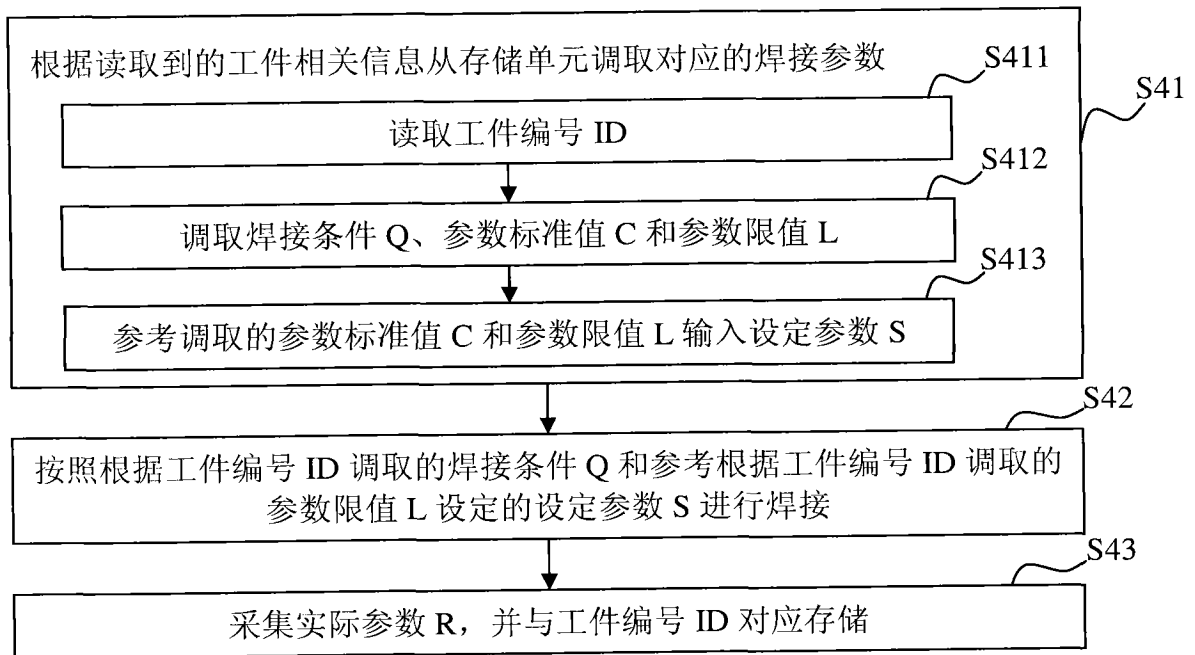 根据读取到的工件相关信息从存储单元调取对应的焊接参数
S411
S41
读取工件编号 ID
S412
调取焊接条件 Q、参数标准值 C 和参数限值 L
S413
参考调取的参数标准值 C 和参数限值 L 输入设定参数 S
S42
按照根据工件编号 ID 调取的焊接条件 Q 和参考根据工件编号 ID 调取的
参数限值 L 设定的设定参数 S 进行焊接
S43
采集实际参数 R，并与工件编号 ID 对应存储